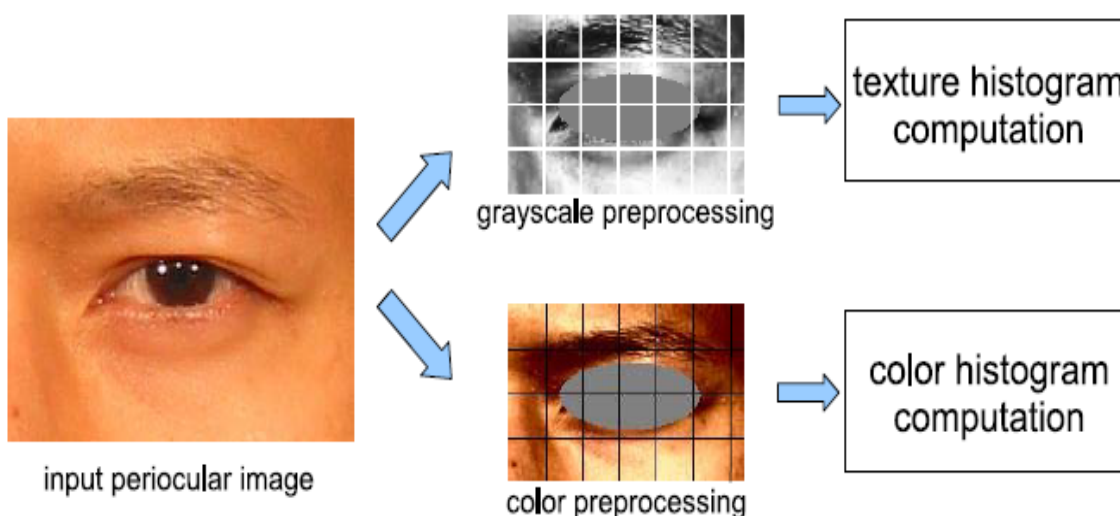 texture histogram
computation
grayscale preprocessing
input periocular image
color histogram
computation
color preprocessing